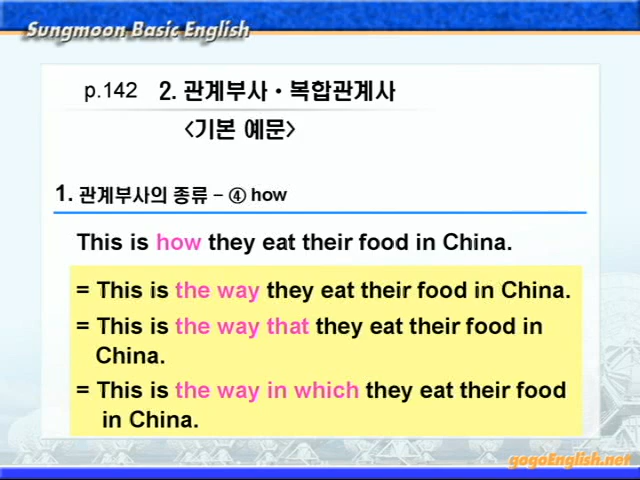 Sungmoon Basic English
p.142 2. 관계부사 • 복합관계사
<기본 예문>
1. 관계부사의 종류 – ④ how
This is how they eat their food in China.
= This is the way they eat their food in China.
= This is the way that they eat their food in
China.
= This is the way in which they eat their food
in China.
gogoEnglish.net